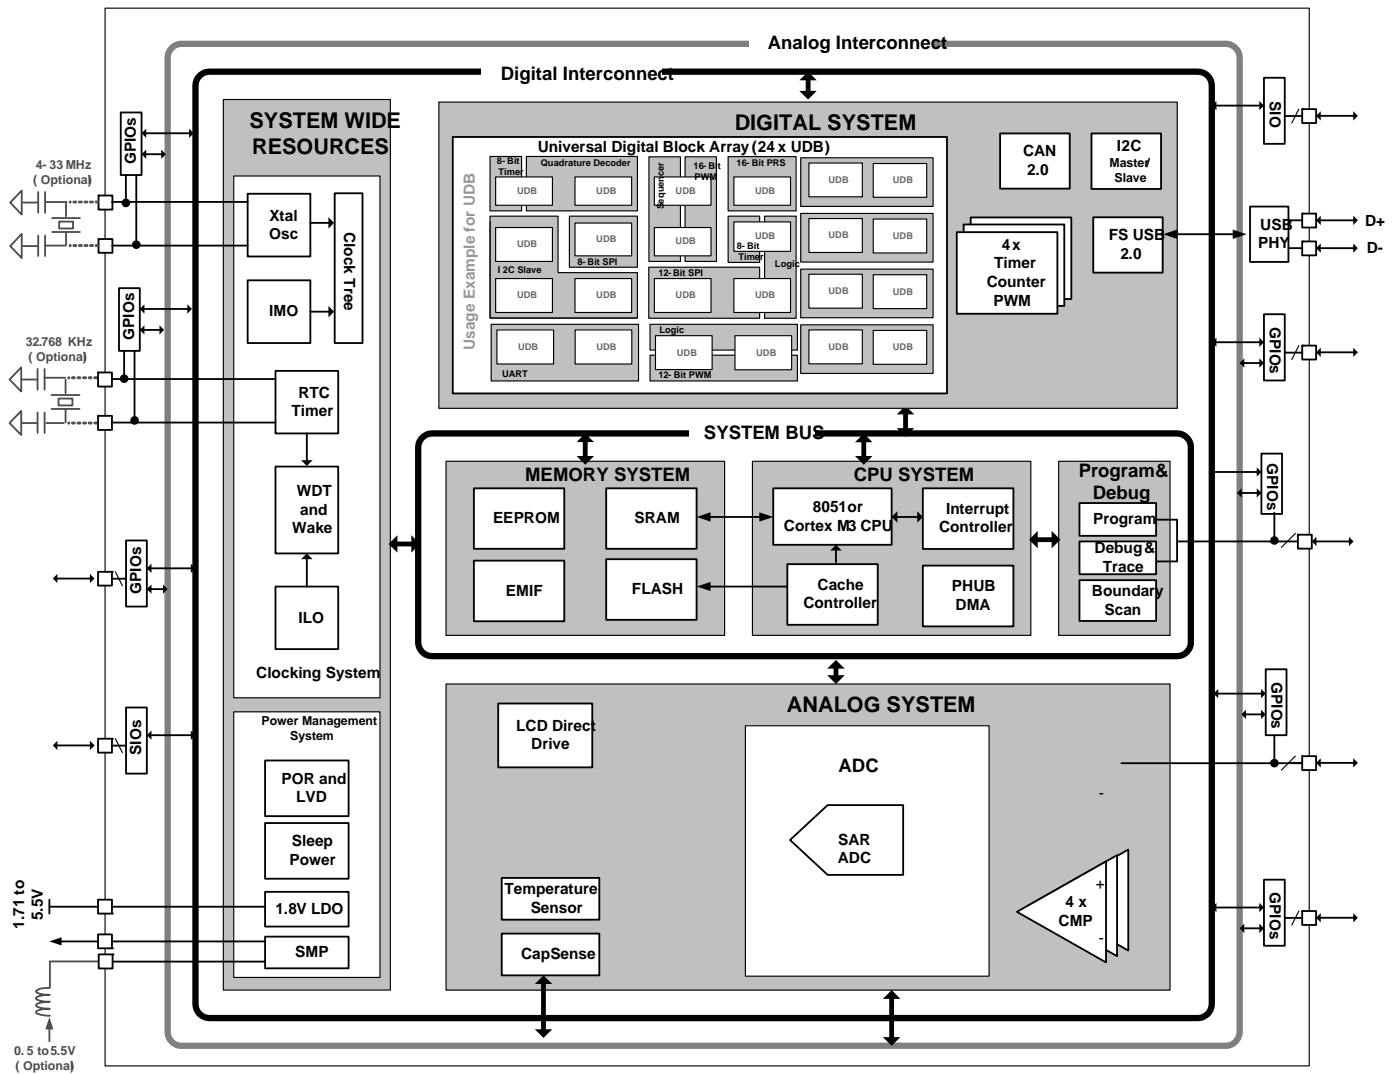 Analog Interconnect
Digital Interconnect
SYSTEM WIDE
RESOURCES
Xtal
Osc
IMO
Clock Tree
RTC
Timer
WDT
and
Wake
ILO
Clocking System
Power Management
System
POR and
LVD
Sleep
Power
1.8V LDO
SMP
GPIOs
4- 33 MHz
( Optional)
GPIOs
32.768 KHz
( Optional)
GPIOs
SIOs
1.71 to
5.5V
0. 5 to 5.5V
( Optional)
DIGITAL SYSTEM
Universal Digital Block Array (24 x UDB)
Usage Example for UDB
8- Bit
Timer
Quadrature Decoder
Sequencer
16- Bit
PWM
16- Bit PRS
UDB
UDB
UDB
UDB
UDB
UDB
UDB
UDB
UDB
UDB
UDB
UDB
I 2C Slave
8- Bit SPI
8- Bit
Timer
Logic
12- Bit SPI
UDB
UDB
UDB
UDB
UDB
UDB
UDB
UDB
UDB
UDB
UDB
UDB
Logic
UART
12- Bit PWM
CAN
2.0
I2C
Master/
Slave
4 x
Timer
Counter
PWM
FS USB
2.0
SYSTEM BUS
MEMORY SYSTEM
EEPROM
SRAM
EMIF
FLASH
CPU SYSTEM
8051 or
Cortex M3 CPU
Interrupt
Controller
Cache
Controller
PHUB
DMA
Program &
Debug
Program
Debug &
Trace
Boundary
Scan
ANALOG SYSTEM
LCD Direct
Drive
ADC
SAR
ADC
Temperature
Sensor
CapSense
-
+
4 x
CMP
-
SIO
USB
PHY
D+
D-
GPIOs
GPIOs
GPIOs
GPIOs